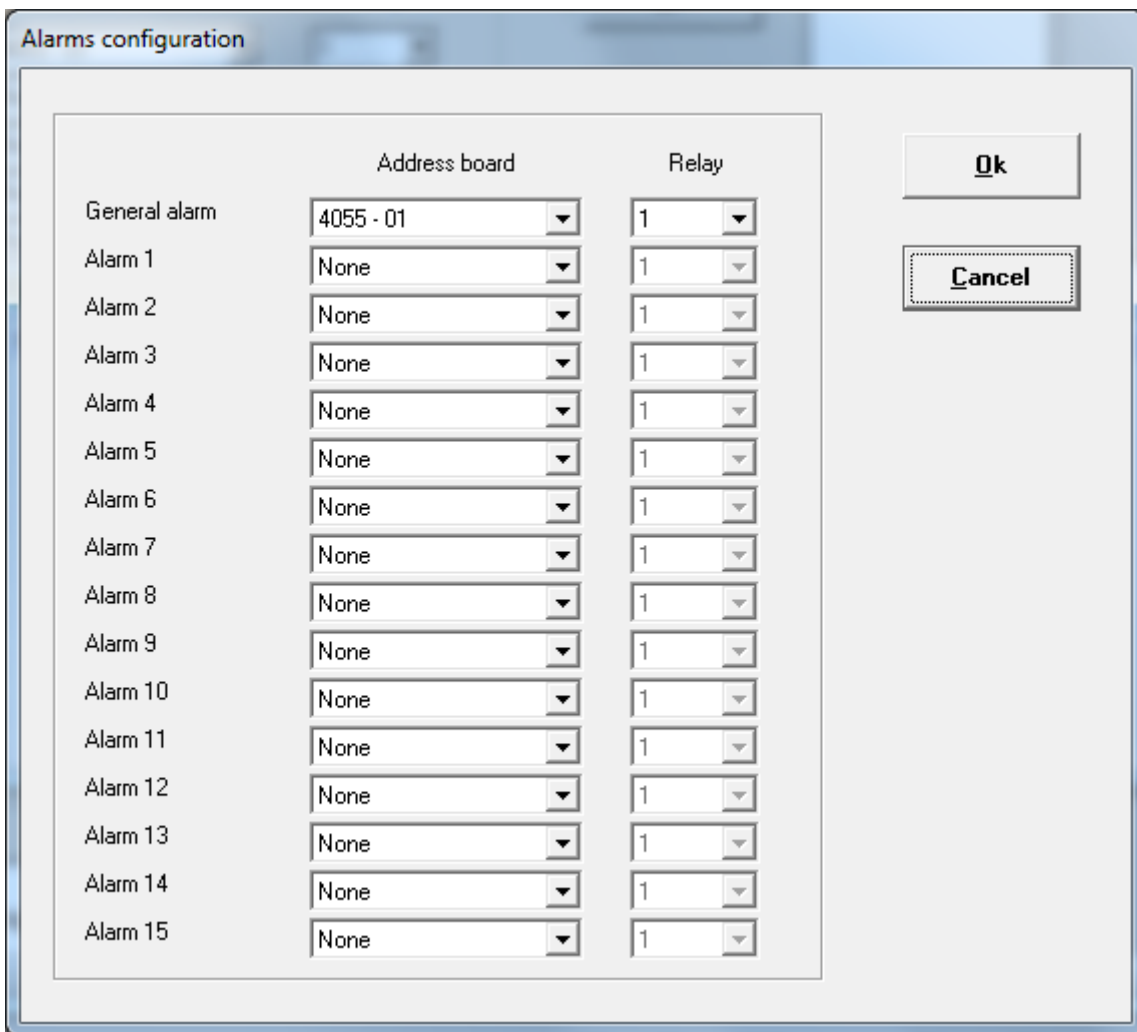 Alarms configuration
Address board Relay Ok
General alarm 4055 - 01 1
Alarm 1 None 1 Cancel
Alarm 2 None 1
Alarm 3 None 1
Alarm 4 None 1
Alarm 5 None 1
Alarm 6 None 1
Alarm 7 None 1
Alarm 8 None 1
Alarm 9 None 1
Alarm 10 None 1
Alarm 11 None 1
Alarm 12 None 1
Alarm 13 None 1
Alarm 14 None 1
Alarm 15 None 1